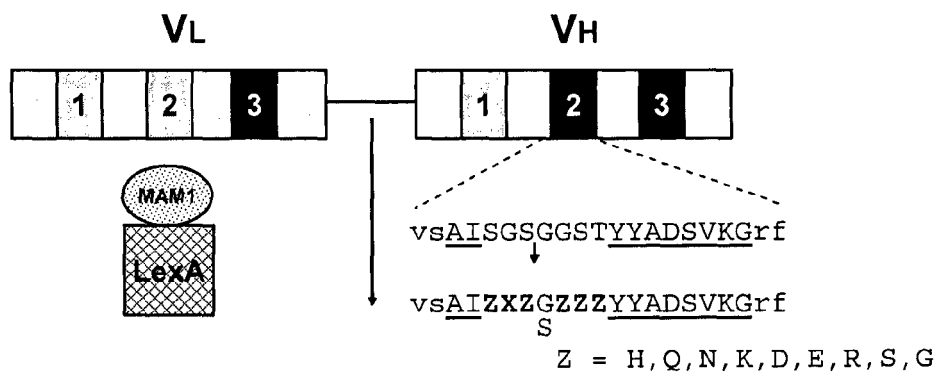 VL VH
1 2 3 1 2 3
MAM1
LexA
vsAISGSGGSTYYADSVKGrf
vsAIZXZGZZZYYADSVKGrf
S
Z = H,Q,N,K,D,E,R,S,G